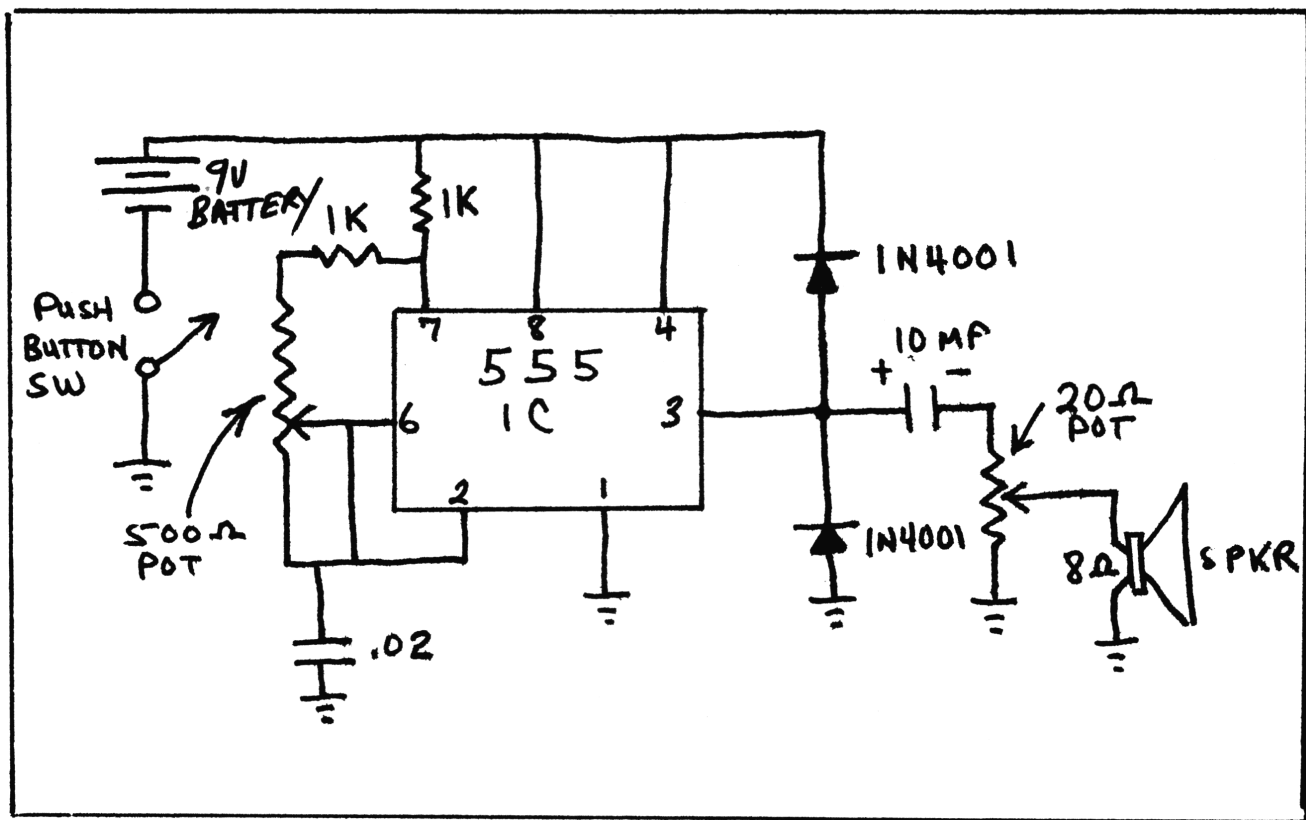 9V
BATTERY
1K
1K
1N4001
PUSH
BUTTON
SW
7
8
4
555
IC
10 MF
+
-
6
3
20Ω
POT
2
1
500Ω
POT
1N4001
8Ω
SPKR
.02